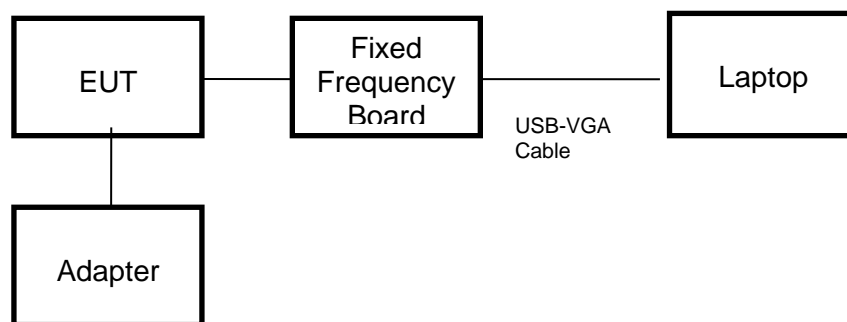 EUT
Fixed
Frequency
Board
Laptop
USB-VGA
Cable
Adapter